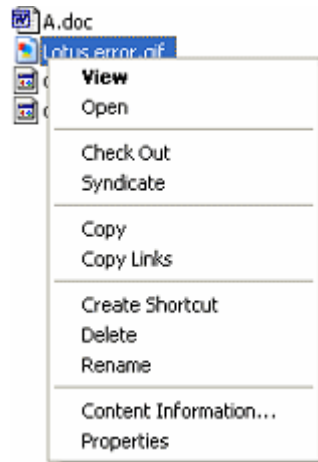 A.doc
Lotus error.gif
View
Open
Check Out
Syndicate
Copy
Copy Links
Create Shortcut
Delete
Rename
Content Information...
Properties